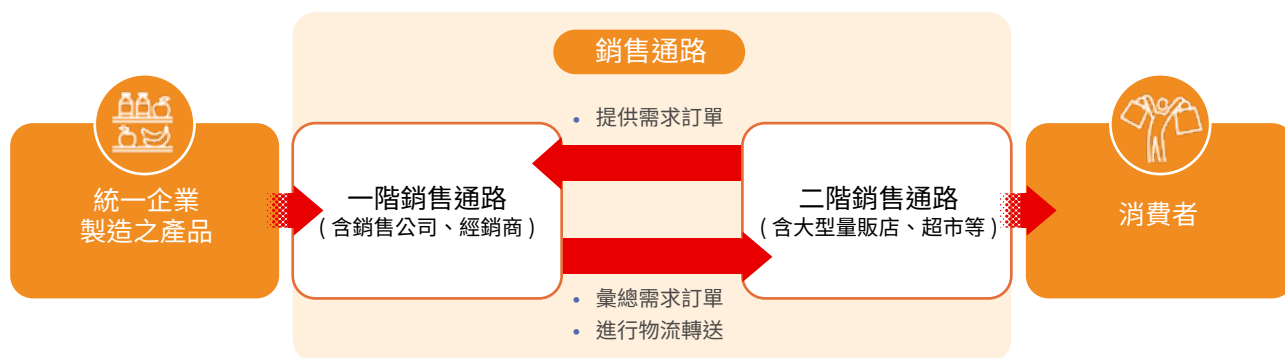 銷售通路
• 提供需求訂單
統一企業
製造之產品
一階銷售通路
( 含銷售公司、經銷商 )
二階銷售通路
( 含大型量販店、超市等 )
消費者
• 彙總需求訂單
• 進行物流轉送